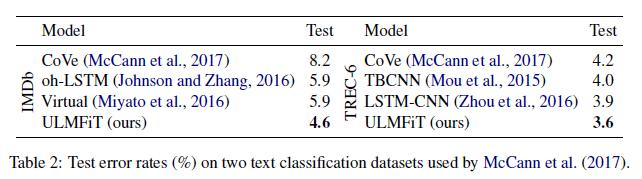 Model Test Model Test
IMDb
CoVe (McCann et al., 2017) 8.2
oh-LSTM (Johnson and Zhang, 2016) 5.9
Virtual (Miyato et al., 2016) 5.9
ULMFiT (ours) 4.6
TREC-6
CoVe (McCann et al., 2017) 4.2
TBCNN (Mou et al., 2015) 4.0
LSTM-CNN (Zhou et al., 2016) 3.9
ULMFiT (ours) 3.6
Table 2: Test error rates (%) on two text classification datasets used by McCann et al. (2017).